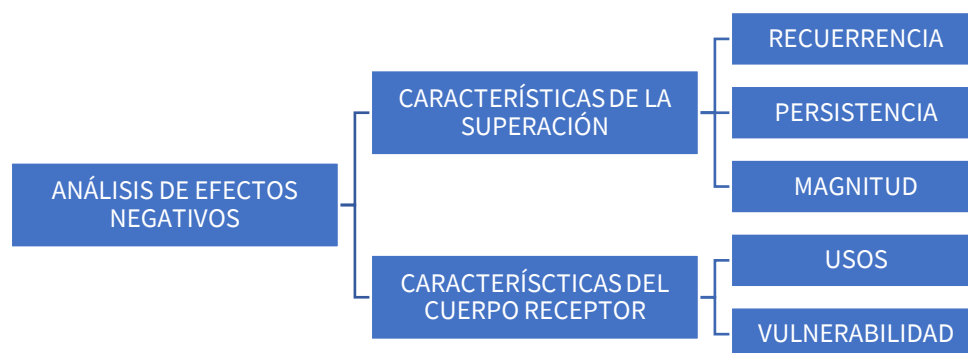 ANÁLISIS DE EFECTOS
NEGATIVOS
CARACTERÍSTICAS DE LA
SUPERACIÓN
RECUERRENCIA
PERSISTENCIA
MAGNITUD
CARACTERÍSCTICAS DEL
CUERPO RECEPTOR
USOS
VULNERABILIDAD